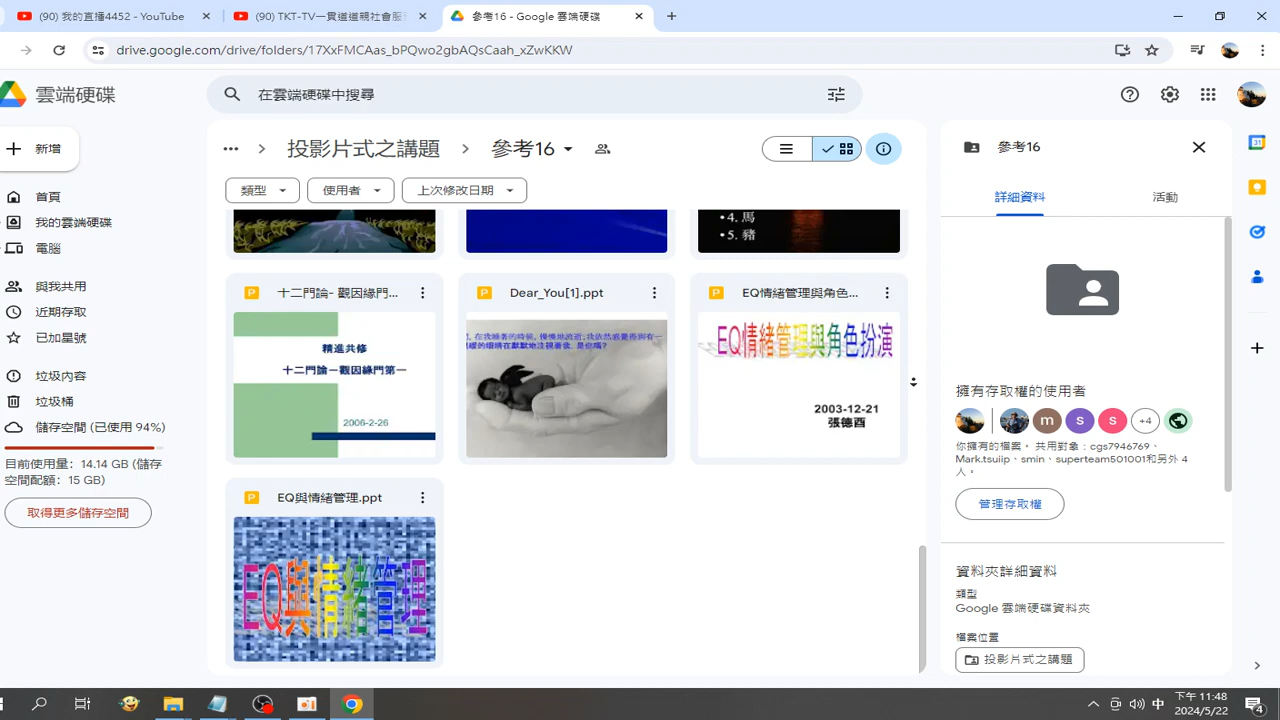 (90) 我的直播4452 - YouTube
(90) TKT-TV一貫道道親社會服
參考16 - Google 雲端硬碟
drive.google.com/drive/folders/17XxFMCAas_bPQwo2gbAQsCaah_xZwKKW
雲端硬碟
在雲端硬碟中搜尋
新增
首頁
我的雲端硬碟
電腦
與我共用
近期存取
已加星號
垃圾內容
垃圾桶
儲存空間 (已使用 94%)
目前使用量：14.14 GB (儲存
空間配額：15 GB)
取得更多儲存空間
投影片式之講題
參考16
類型
使用者
上次修改日期
•4. 馬
•5. 豬
十二門論- 觀因緣門...
精進共修
十二門論－觀因緣門第一
2006-2-26
Dear_You[1].ppt
EQ情緒管理與角色...
EQ情緒管理與角色扮演
2003-12-21
張德酉
EQ與情緒管理.ppt
EQ與情緒管理
參考16
詳細資料
活動
擁有存取權的使用者
m
s
s
+4
你擁有的檔案。 共用對象：cgs7946769、
Mark.tsuiip、smin、superteam501001和另外 4
人。
管理存取權
資料夾詳細資料
類型
Google 雲端硬碟資料夾
檔案位置
投影片式之講題
31
中
下午 11:48
2024/5/22
4